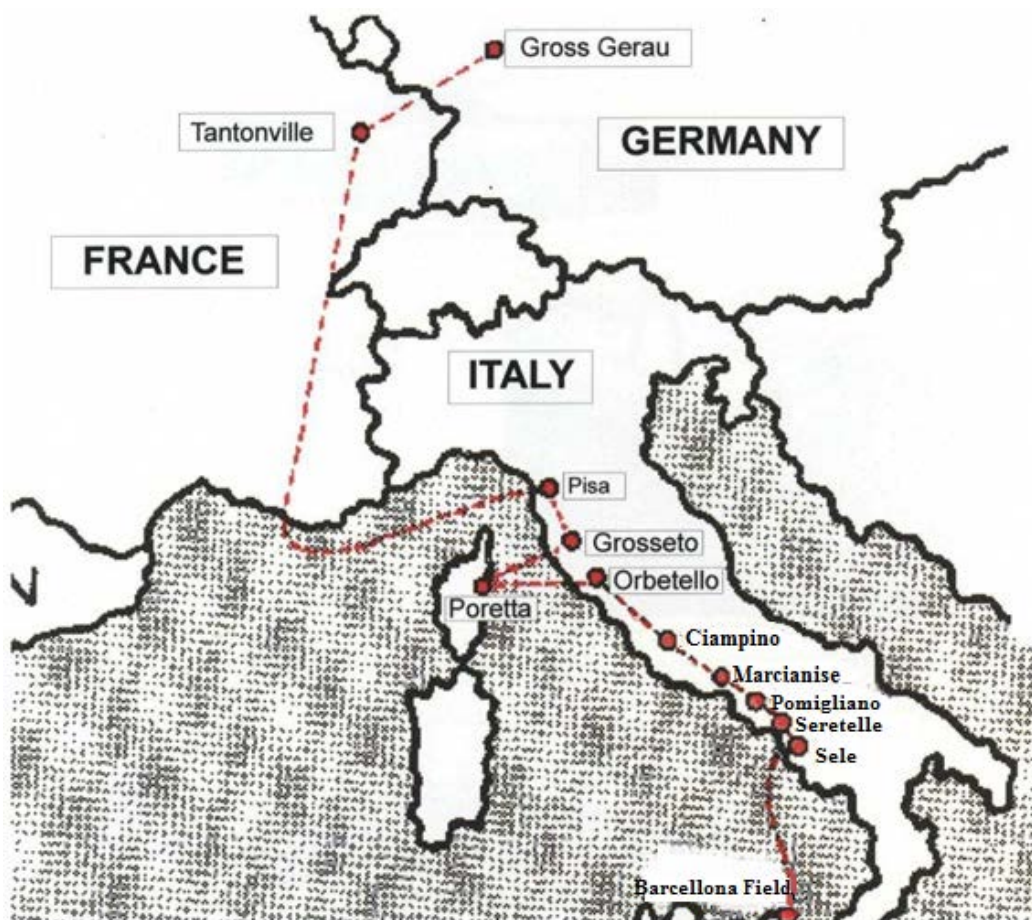 Gross Gerau
Tantonville
GERMANY
FRANCE
ITALY
Pisa
Grosseto
Orbetello
Poretta
Ciampino
Marcianise
Pomigliano
Seretelle
Sele
Barcellona Field